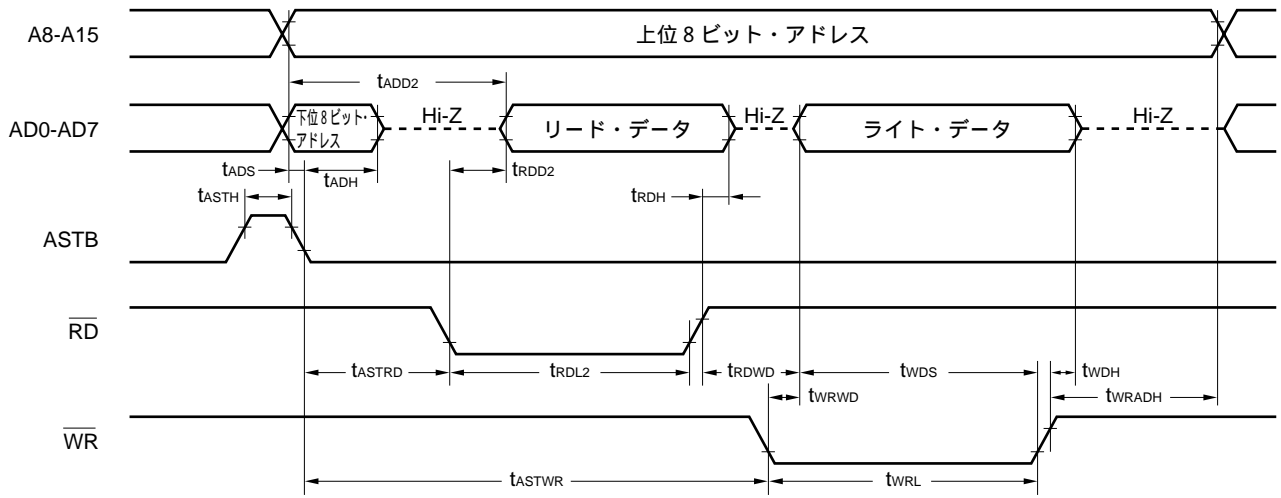 A8-A15
上位8ビット・アドレス
tADD2
AD0-AD7
下位8ビット・
アドレス
Hi-Z
リード・データ
Hi-Z
ライト・データ
Hi-Z
tADS
tADH
tRDD2
tASTH
tRDH
ASTB
RD
tASTRD
tRDL2
tRDWD
tWDS
tWDH
tWRWD
tWRADH
WR
tASTWR
tWRL